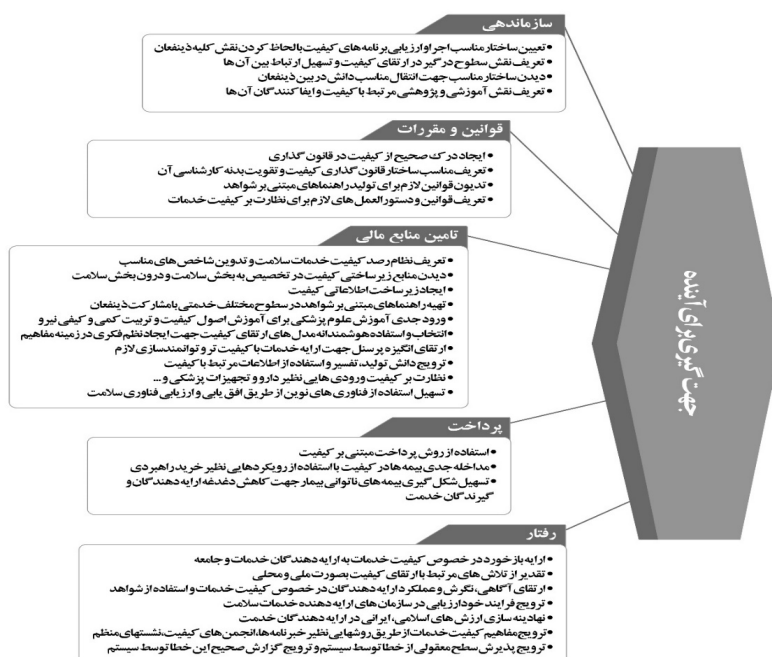 جهت گیری برای آینده
سازماندهی
•تعیین ساختار مناسب اجرا و ارزیابی برنامه های کیفیت با لحاظ کردن نقش کلیه ذینفعان
•تعریف نقش سطوح درگیر در ارتقای کیفیت و تسهیل ارتباط بین آن ها
•دیدن ساختار مناسب جهت انتقال مناسب دانش در بین ذینفعان
•تعریف نقش آموزشی و پژوهشی مرتبط با کیفیت و ایفا کنندگان آن ها
قوانین و مقررات
•ایجاد درک صحیح از کیفیت در قانون گذاری
•تعریف مناسب ساختار قانون گذاری کیفیت و تقویت بدنه کارشناسی آن
•تدیون قوانین لازم برای تولید راهنماهای مبتنی بر شواهد
•تعریف قوانین و دستورالعمل های لازم برای نظارت بر کیفیت خدمات
تامین منابع مالی
•تعریف نظام رصد کیفیت خدمات سلامت و تدوین شاخص های مناسب
•دیدن منابع زیرساختی کیفیت در تخصیص به بخش سلامت و درون بخش سلامت
•ایجاد زیرساخت اطلاعاتی کیفیت
•تهیه راهنماهای مبتنی بر شواهد در سطوح مختلف خدمتی با مشارکت ذینفعان
•ورود جدی آموزش علوم پزشکی برای آموزش اصول کیفیت و تربیت کمی و کیفی نیرو
•انتخاب و استفاده هوشمندانه مدل های ارتقای کیفیت جهت ایجاد نظم فکری در زمینه مفاهیم
•ارتقای انگیزه پرسنل جهت ارایه خدمات با کیفیت تر و توانمندسازی لازم
•ترویج دانش تولید، تفسیر و استفاده از اطلاعات مرتبط با کیفیت
•نظارت بر کیفیت ورودی هایی نظیر دارو و تجهیزات پزشکی و ...
•تسهیل استفاده از فناوری های نوین از طریق افق یابی و ارزیابی فناوری سلامت
پرداخت
•استفاده از روش پرداخت مبتنی بر کیفیت
•مداخله جدی بیمه ها در کیفیت با استفاده از رویکردهایی نظیر خرید راهبردی
•تسهیل شکل گیری بیمه های ناتوانی بیمار جهت کاهش دغدغه ارایه دهندگان و
گیرندگان خدمت
رفتار
•ارایه بازخورد در خصوص کیفیت خدمات به ارایه دهندگان خدمات و جامعه
•تقدیر از تلاش های مرتبط با ارتقای کیفیت بصورت ملی و محلی
•ارتقای آگاهی، نگرش و عملکرد ارایه دهندگان در خصوص کیفیت خدمات و استفاده از شواهد
•ترویج فرایند خودارزیابی در سازمان های ارایه دهنده خدمات سلامت
•نهادینه سازی ارزش های اسلامی، ایرانی در ارایه دهندگان خدمت
•ترویج مفاهیم کیفیت خدمات از طریق روشهایی نظیر خبرنامه ها، انجمن های کیفیت، نشستهای منظم
•ترویج پذیرش سطح معقولی از خطا توسط سیستم و ترویج گزارش صحیح این خطا توسط سیستم